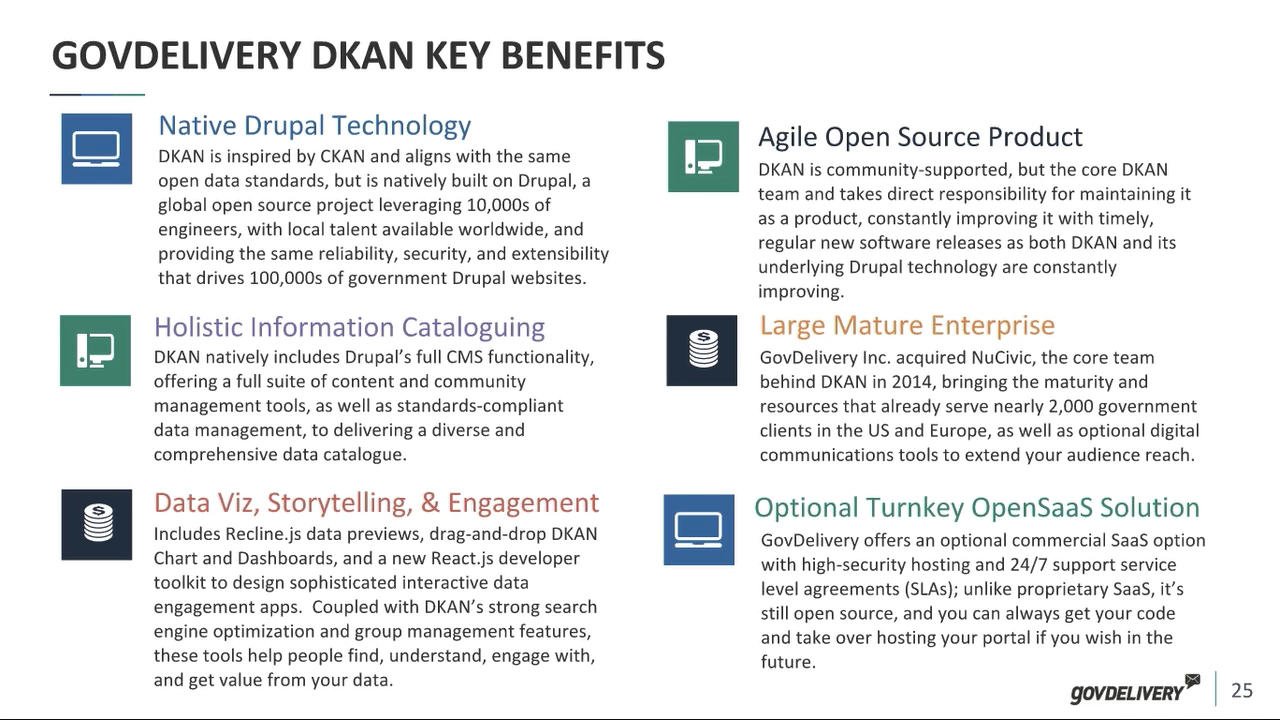 GOVDELIVERY DKAN KEY BENEFITS
Native Drupal Technology
DKAN is inspired by CKAN and aligns with the same
open data standards, but is natively built on Drupal, a
global open source project leveraging 10,000s of
engineers, with local talent available worldwide, and
providing the same reliability, security, and extensibility
that drives 100,000s of government Drupal websites.
Holistic Information Cataloguing
DKAN natively includes Drupal’s full CMS functionality,
offering a full suite of content and community
management tools, as well as standards-compliant
data management, to delivering a diverse and
comprehensive data catalogue.
Data Viz, Storytelling, & Engagement
Includes Recline.js data previews, drag-and-drop DKAN
Chart and Dashboards, and a new React.js developer
toolkit to design sophisticated interactive data
engagement apps.  Coupled with DKAN’s strong search
engine optimization and group management features,
these tools help people find, understand, engage with,
and get value from your data.
Agile Open Source Product
DKAN is community-supported, but the core DKAN
team and takes direct responsibility for maintaining it
as a product, constantly improving it with timely,
regular new software releases as both DKAN and its
underlying Drupal technology are constantly
improving.
Large Mature Enterprise
GovDelivery Inc. acquired NuCivic, the core team
behind DKAN in 2014, bringing the maturity and
resources that already serve nearly 2,000 government
clients in the US and Europe, as well as optional digital
communications tools to extend your audience reach.
Optional Turnkey OpenSaaS Solution
GovDelivery offers an optional commercial SaaS option
with high-security hosting and 24/7 support service
level agreements (SLAs); unlike proprietary SaaS, it’s
still open source, and you can always get your code
and take over hosting your portal if you wish in the
future.
GOVDELIVERY
25